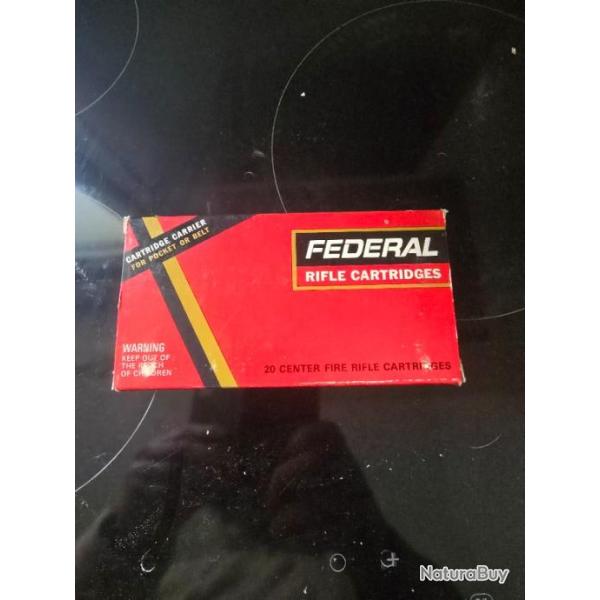 CARTRIDGE CARRIER
FOR POCKET OR BELT
FEDERAL
RIFLE CARTRIDGES
WARNING
KEEP OUT OF
THE REACH
OF CHILDREN
20 CENTER FIRE RIFLE CARTRIDGES
NaturaBuy